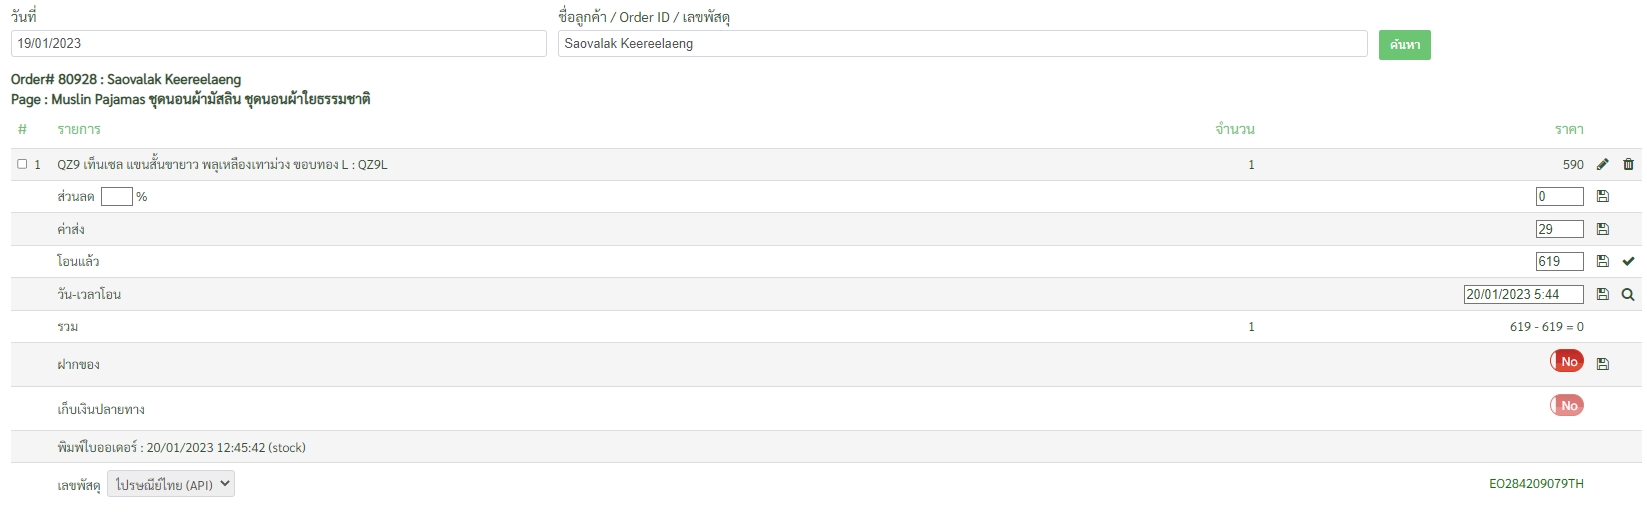 วันที่ ชื่อลูกค้า / Order ID / เลขพัสดุ
19/01/2023 Saovalak Keereelaeng ค้นหา
Order# 80928 : Saovalak Keereelaeng
Page : Muslin Pajamas ชุดนอนผ้ามัสลิน ชุดนอนผ้าใยธรรมชาติ
# รายการ จำนวน ราคา
1 QZ9 เท็นเซล แขนสั้นขายาว พลุเหลืองเทาม่วง ขอบทอง L : QZ9L 1 590
ส่วนลด % 0
ค่าส่ง 29
โอนแล้ว 619
วัน-เวลาโอน 20/01/2023 5:44
รวม 1 619 - 619 = 0
ฝากของ No
เก็บเงินปลายทาง No
พิมพ์ใบออเดอร์ : 20/01/2023 12:45:42 (stock)
เลขพัสดุ ไปรษณีย์ไทย (API) EO284209079TH